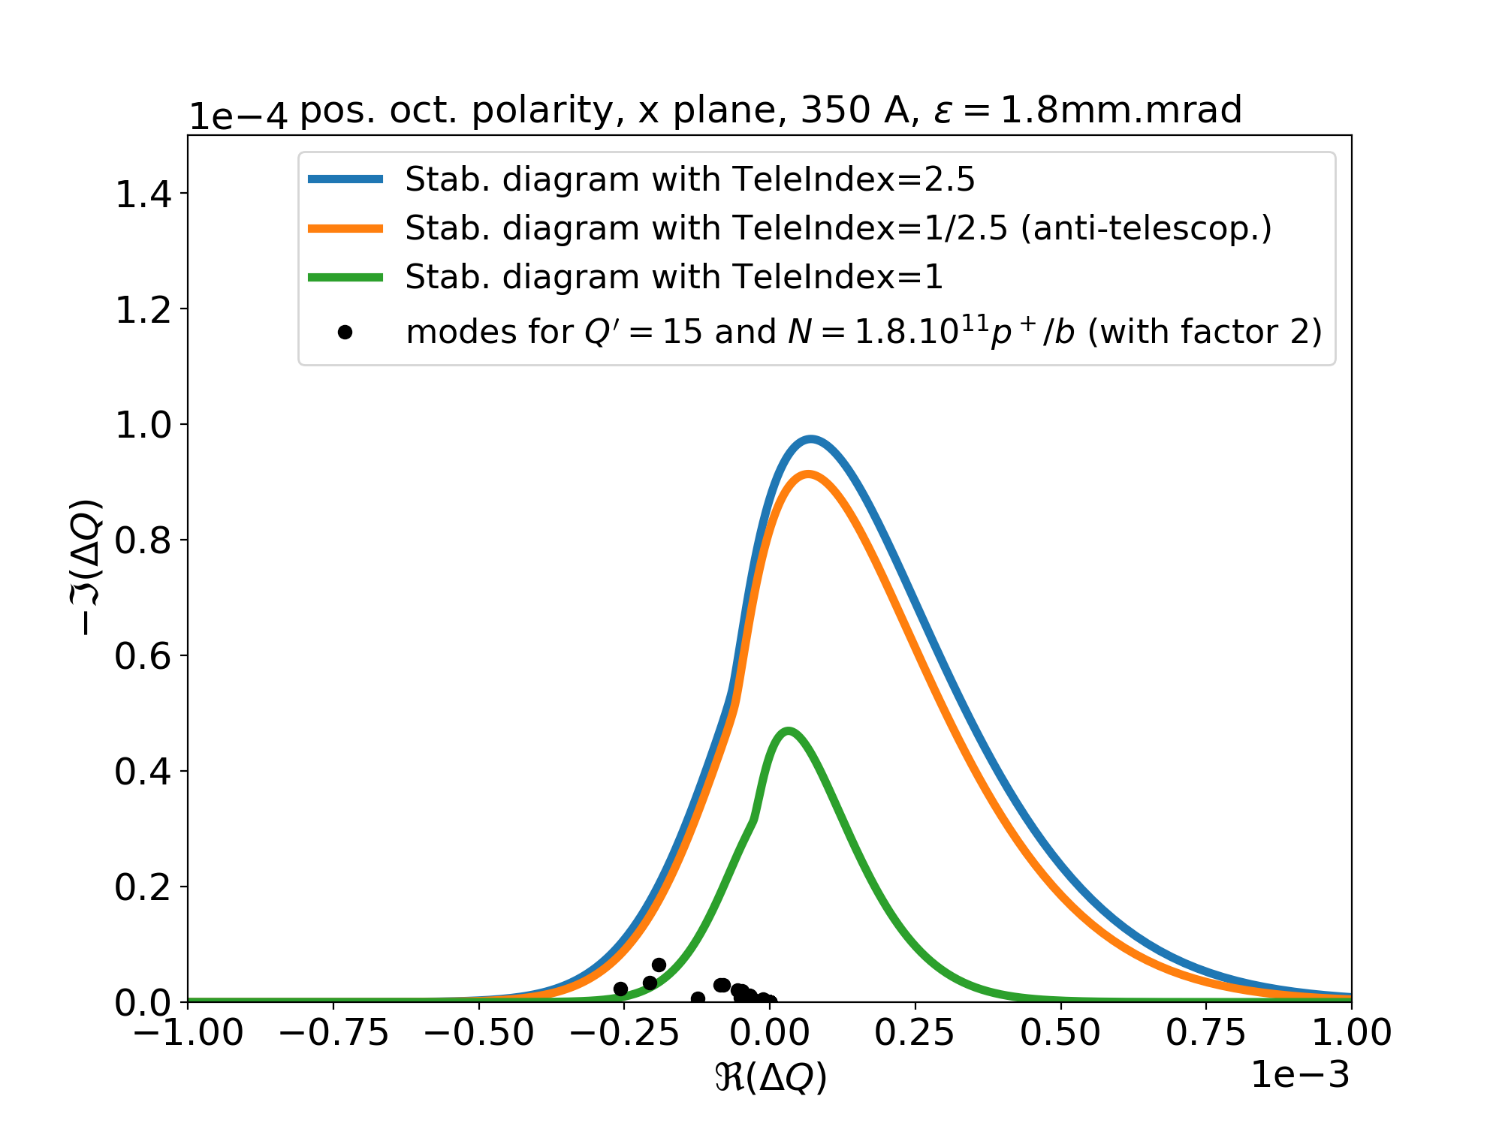 1e−4 pos. oct. polarity, x plane, 350 A, ε = 1.8mm.mrad
Stab. diagram with TeleIndex=2.5
Stab. diagram with TeleIndex=1/2.5 (anti-telescop.)
Stab. diagram with TeleIndex=1
modes for Q′ = 15 and N = 1.8.10¹¹p⁺/b (with factor 2)
1.4
1.2
1.0
0.8
0.6
0.4
0.2
0.0
−ℑ(ΔQ)
−1.00 −0.75 −0.50 −0.25 0.00 0.25 0.50 0.75 1.00
ℜ(ΔQ)
1e−3